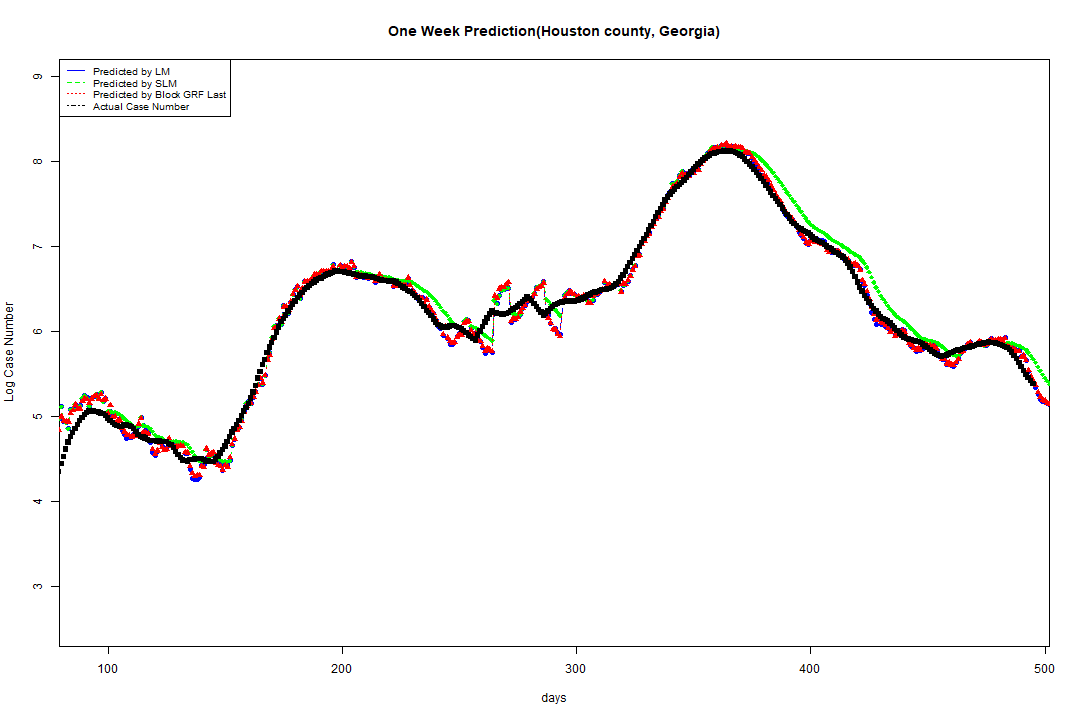 One Week Prediction(Houston county, Georgia)
Predicted by LM
Predicted by SLM
Predicted by Block GRF Last
Actual Case Number
9
8
7
6
5
4
3
Log Case Number
100 200 300 400 500
days